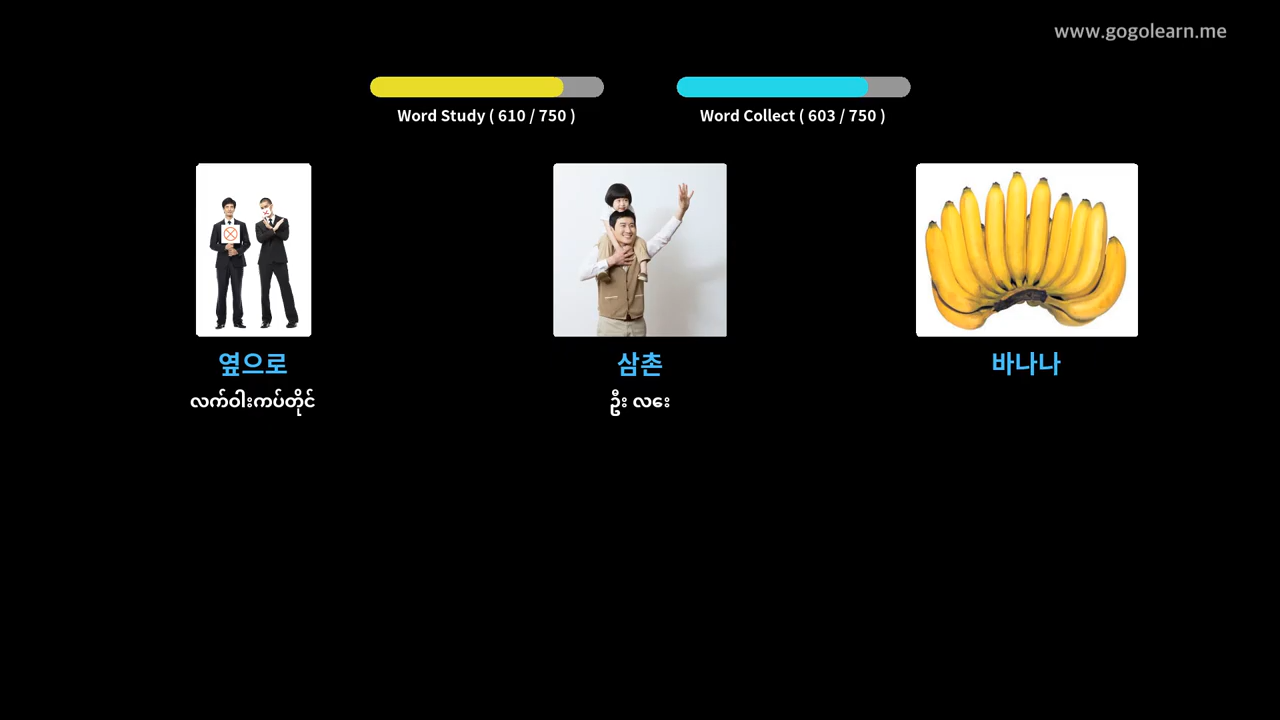 www.gogolearn.me
Word Study ( 610 / 750 )
Word Collect ( 603 / 750 )
옆으로
삼촌
바나나
လက်ဝါးကပ်တိုင်
ဦး လေး